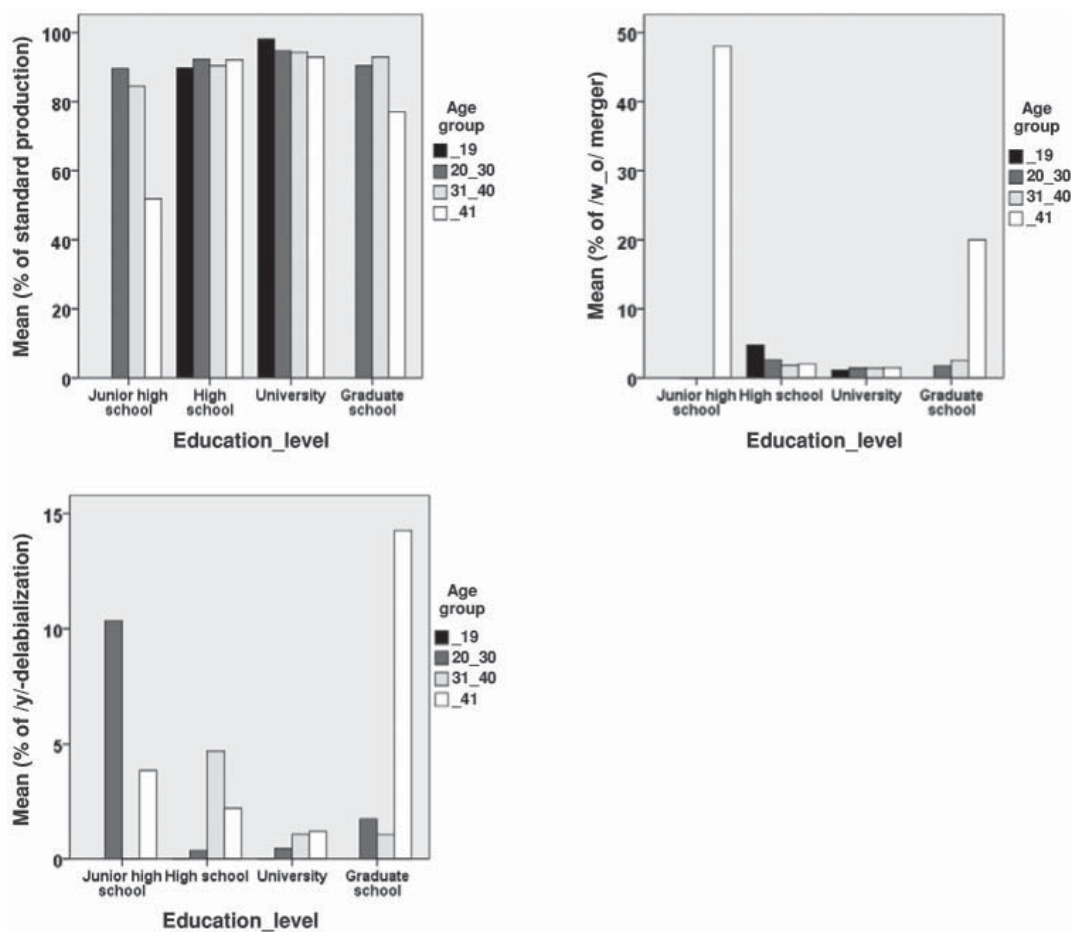 Mean (% of standard production)
100
80
60
40
20
0
Junior high
school
High
school
University
Graduate
school
Education_level
Age
group
_19
20_30
31_40
_41
Mean (% of /w_o/ merger)
50
40
30
20
10
0
Junior high
school
High school
University
Graduate
school
Education_level
Age
group
_19
20_30
31_40
_41
Mean (% of /y/-delabialization)
15
10
5
0
Junior high
school
High school
University
Graduate
school
Education_level
Age
group
_19
20_30
31_40
_41